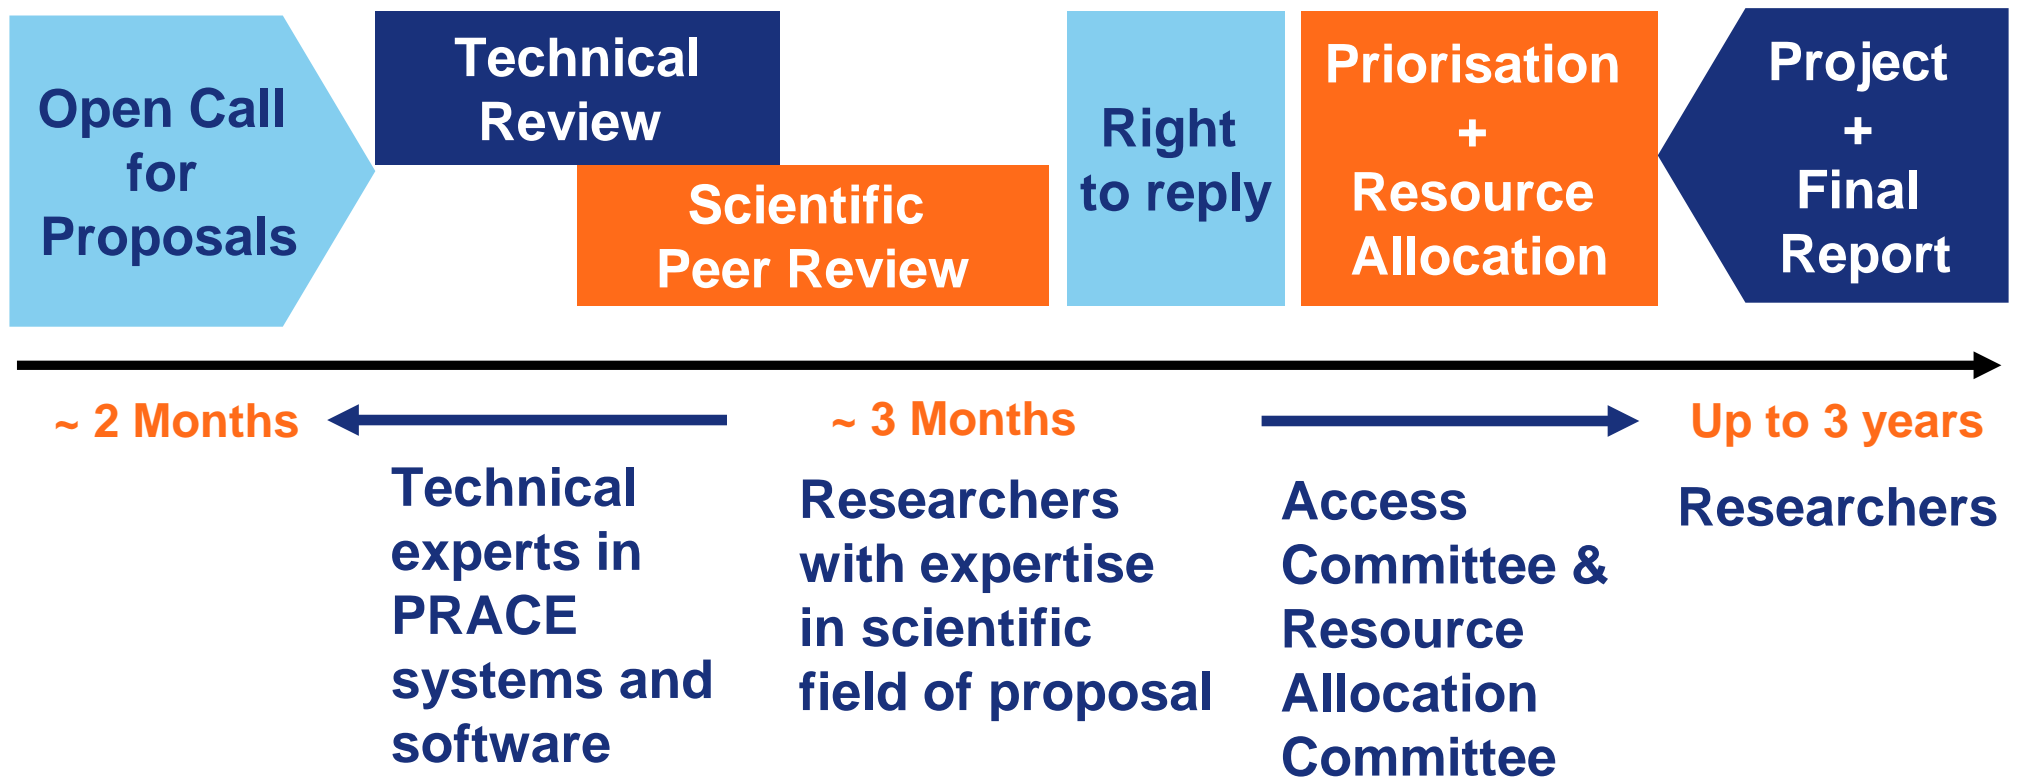 Open Call
for
Proposals
Technical
Review
Scientific
Peer Review
Right
to reply
Priorisation
+
Resource
Allocation
Project
+
Final
Report
~ 2 Months
~ 3 Months
Up to 3 years
Technical
experts in
PRACE
systems and
software
Researchers
with expertise
in scientific
field of proposal
Access
Committee &
Resource
Allocation
Committee
Researchers